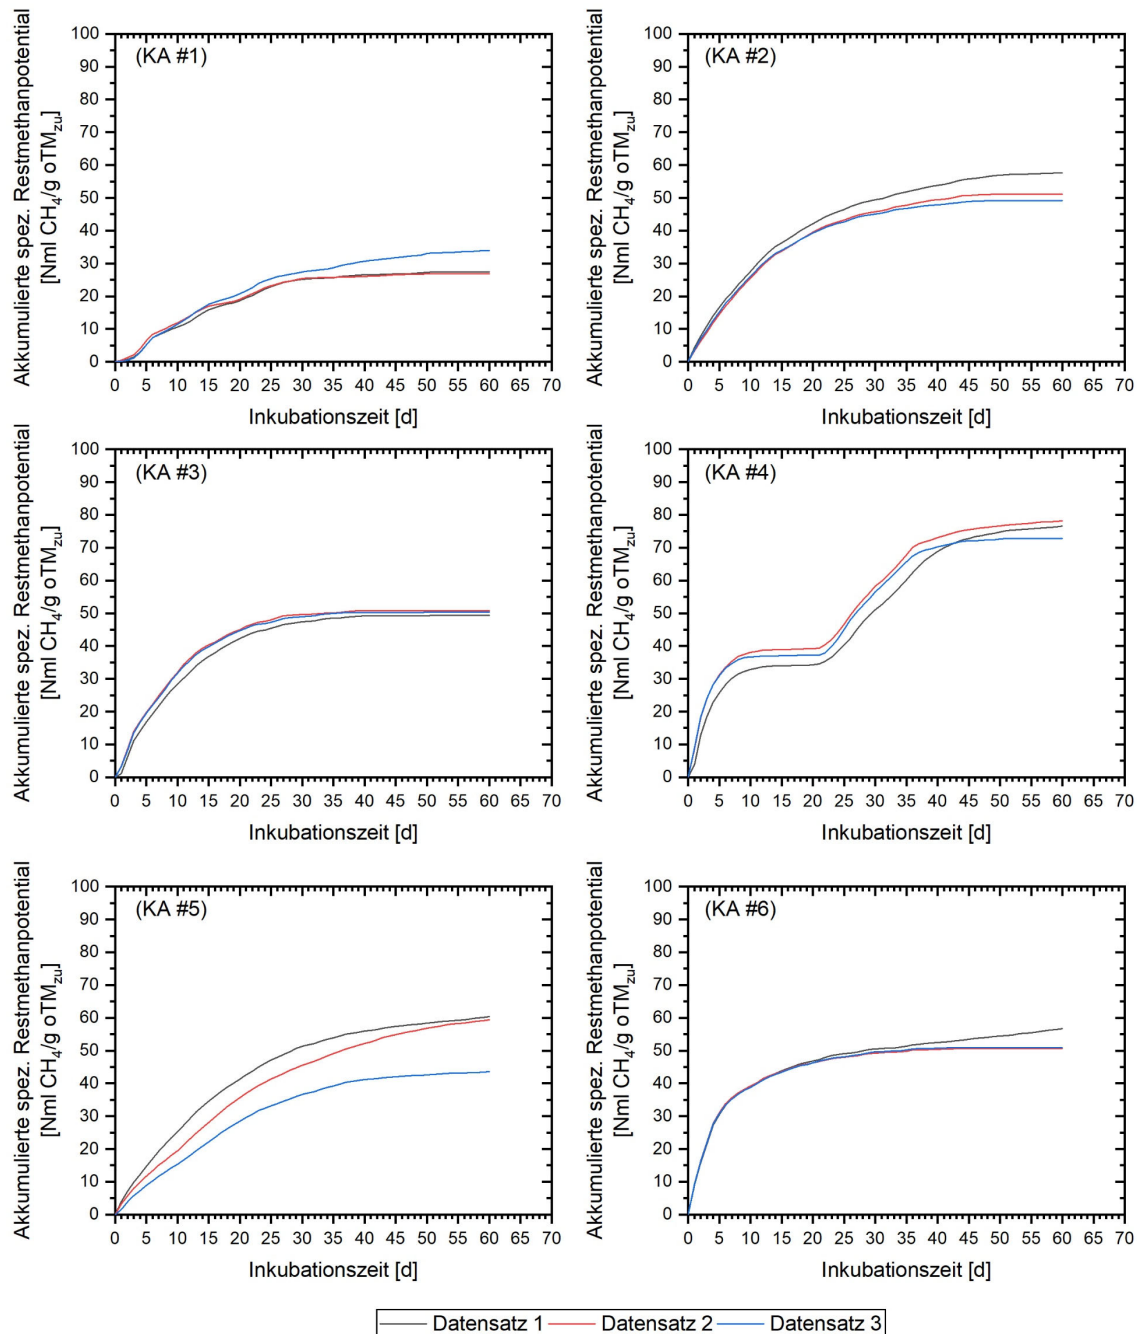 Akkumulierte spez. Restmethanpotential
[Nml CH₄/g oTM_zu]
(KA #1)
100
90
80
70
60
50
40
30
20
10
0
0 5 10 15 20 25 30 35 40 45 50 55 60 65 70
Inkubationszeit [d]
Akkumulierte spez. Restmethanpotential
[Nml CH₄/g oTM_zu]
(KA #2)
100
90
80
70
60
50
40
30
20
10
0
0 5 10 15 20 25 30 35 40 45 50 55 60 65 70
Inkubationszeit [d]
Akkumulierte spez. Restmethanpotential
[Nml CH₄/g oTM_zu]
(KA #3)
100
90
80
70
60
50
40
30
20
10
0
0 5 10 15 20 25 30 35 40 45 50 55 60 65 70
Inkubationszeit [d]
Akkumulierte spez. Restmethanpotential
[Nml CH₄/g oTM_zu]
(KA #4)
100
90
80
70
60
50
40
30
20
10
0
0 5 10 15 20 25 30 35 40 45 50 55 60 65 70
Inkubationszeit [d]
Akkumulierte spez. Restmethanpotential
[Nml CH₄/g oTM_zu]
(KA #5)
100
90
80
70
60
50
40
30
20
10
0
0 5 10 15 20 25 30 35 40 45 50 55 60 65 70
Inkubationszeit [d]
Akkumulierte spez. Restmethanpotential
[Nml CH₄/g oTM_zu]
(KA #6)
100
90
80
70
60
50
40
30
20
10
0
0 5 10 15 20 25 30 35 40 45 50 55 60 65 70
Inkubationszeit [d]
Datensatz 1 Datensatz 2 Datensatz 3